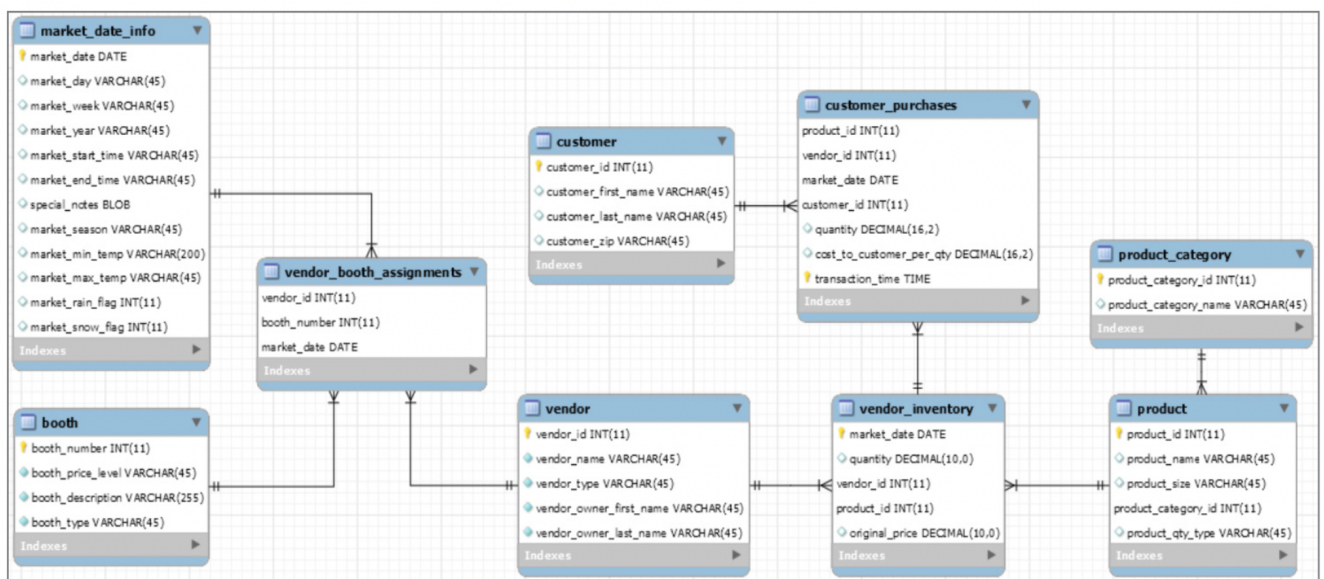 market_date_info
market_date DATE
market_day VARCHAR(45)
market_week VARCHAR(45)
market_year VARCHAR(45)
market_start_time VARCHAR(45)
market_end_time VARCHAR(45)
special_notes BLOB
market_season VARCHAR(45)
market_min_temp VARCHAR(200)
market_max_temp VARCHAR(45)
market_rain_flag INT(11)
market_snow_flag INT(11)
Indexes
booth
booth_number INT(11)
booth_price_level VARCHAR(45)
booth_description VARCHAR(255)
booth_type VARCHAR(45)
Indexes
vendor_booth_assignments
vendor_id INT(11)
booth_number INT(11)
market_date DATE
Indexes
customer
customer_id INT(11)
customer_first_name VARCHAR(45)
customer_last_name VARCHAR(45)
customer_zip VARCHAR(45)
Indexes
vendor
vendor_id INT(11)
vendor_name VARCHAR(45)
vendor_type VARCHAR(45)
vendor_owner_first_name VARCHAR(45)
vendor_owner_last_name VARCHAR(45)
Indexes
customer_purchases
product_id INT(11)
vendor_id INT(11)
market_date DATE
customer_id INT(11)
quantity DECIMAL(16,2)
cost_to_customer_per_qty DECIMAL(16,2)
transaction_time TIME
Indexes
vendor_inventory
market_date DATE
quantity DECIMAL(10,0)
vendor_id INT(11)
product_id INT(11)
original_price DECIMAL(10,0)
Indexes
product_category
product_category_id INT(11)
product_category_name VARCHAR(45)
Indexes
product
product_id INT(11)
product_name VARCHAR(45)
product_size VARCHAR(45)
product_category_id INT(11)
product_qty_type VARCHAR(45)
Indexes